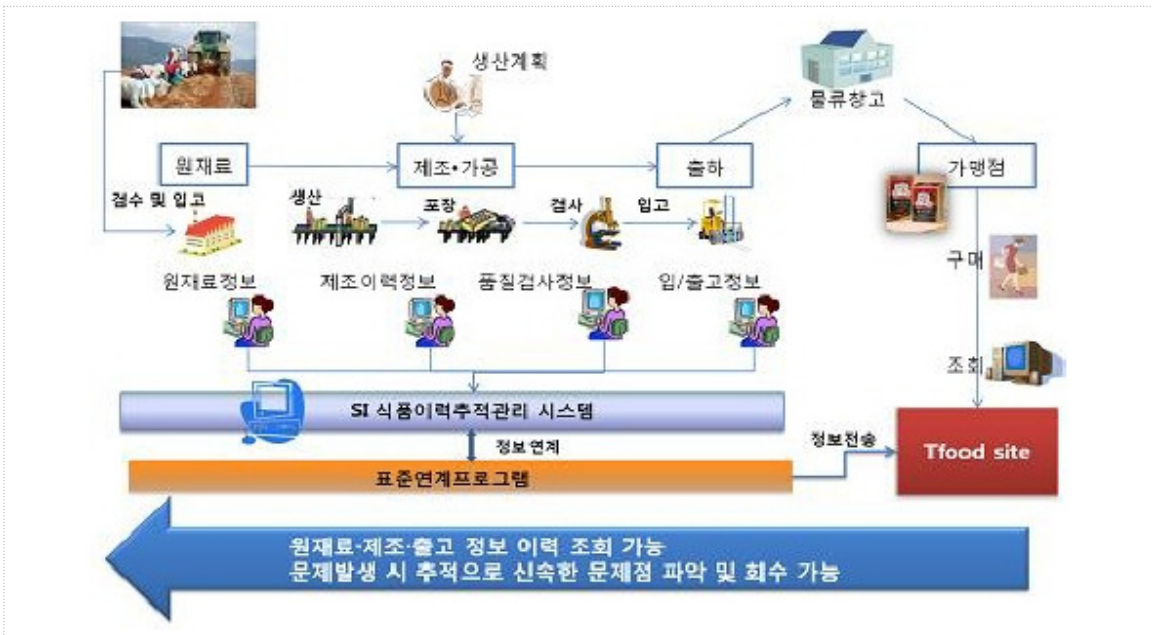 생산계획
물류창고
원재료
제조•가공
출하
가맹점
검수 및 입고
생산
포장
검사
입고
구매
원재료정보
제조이력정보
품질검사정보
입/출고정보
조회
SI 식품이력추적관리 시스템
정보연계
정보전송
Tfood site
표준연계프로그램
원재료·제조·출고 정보 이력 조회 가능
문제발생 시 추적으로 신속한 문제점 파악 및 회수 가능